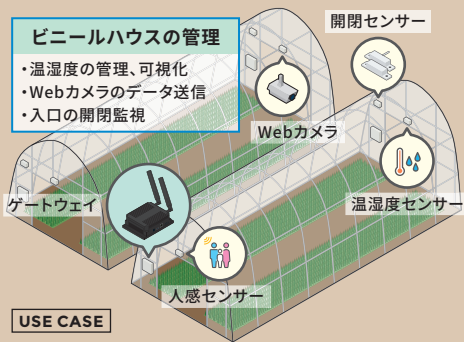 ビニールハウスの管理
・温湿度の管理、可視化
・Webカメラのデータ送信
・入口の開閉監視
開閉センサー
Webカメラ
温湿度センサー
ゲートウェイ
人感センサー
USE CASE